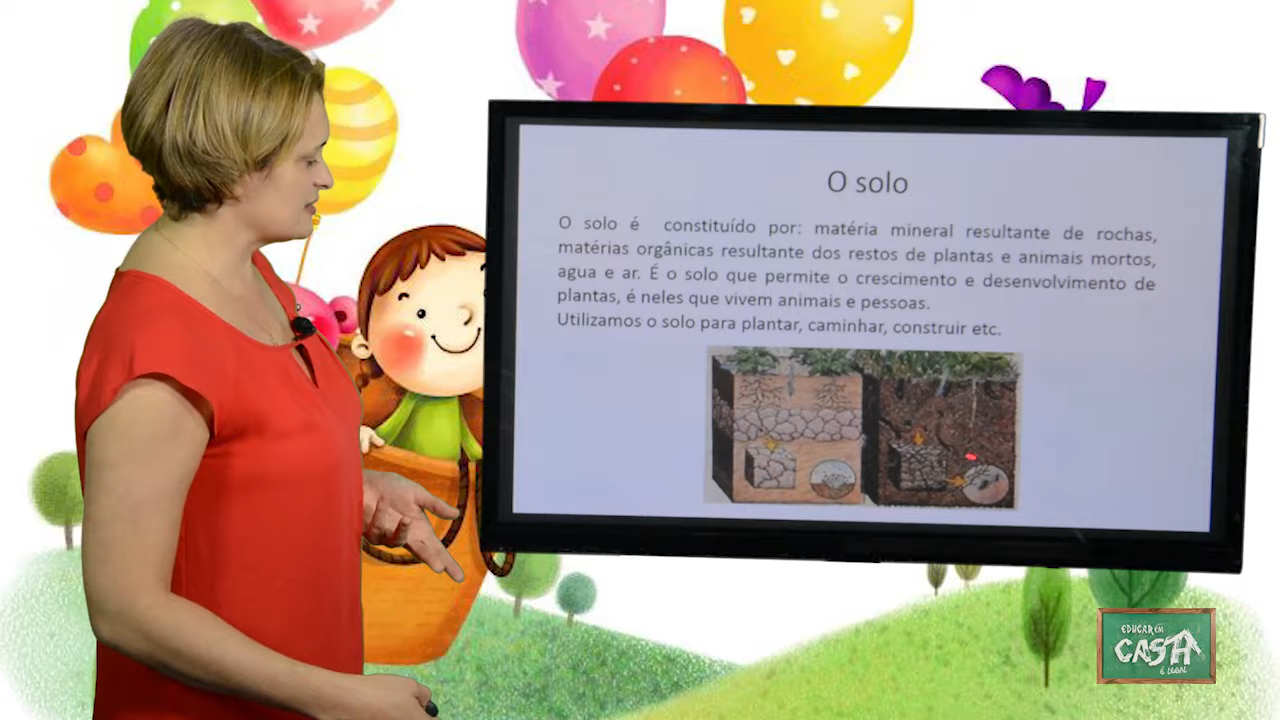 O solo
O solo é constituído por: matéria mineral resultante de rochas,
matérias orgânicas resultante dos restos de plantas e animais mortos,
agua e ar. É o solo que permite o crescimento e desenvolvimento de
plantas, é neles que vivem animais e pessoas.
Utilizamos o solo para plantar, caminhar, construir etc.
EDUCAR EM
CASA
É LEGAL